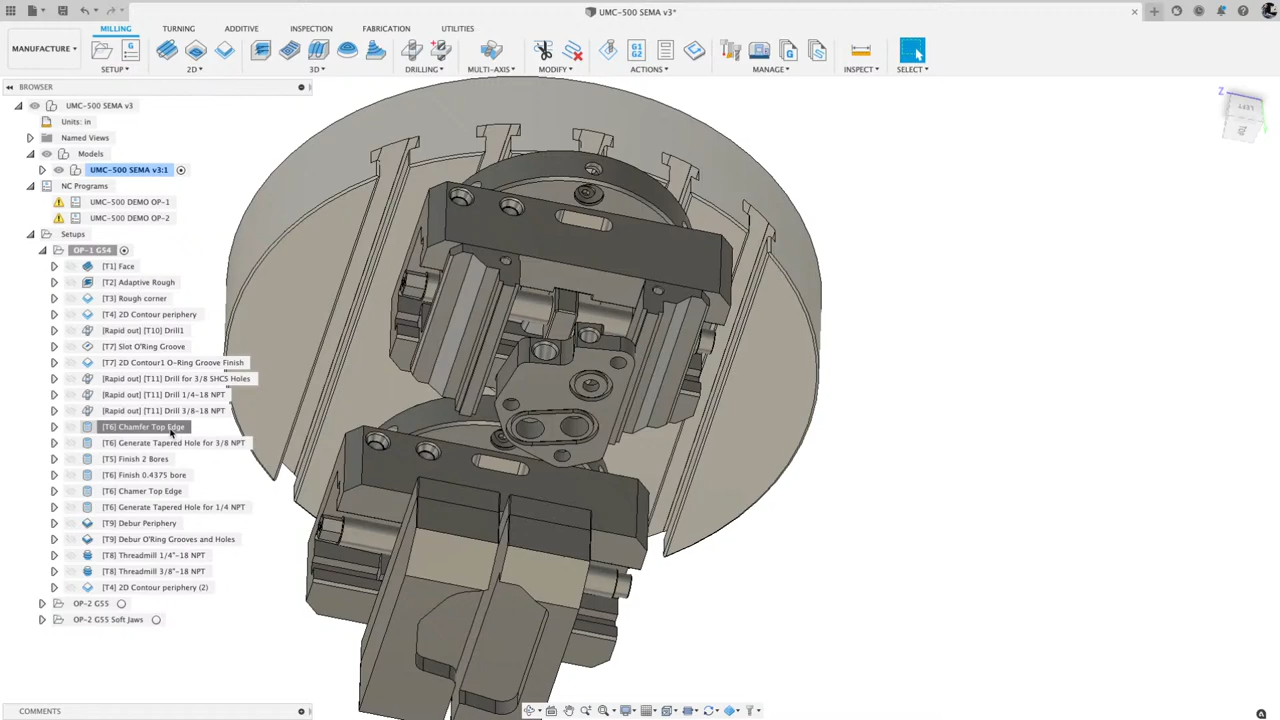 UMC-500 SEMA v3*
MILLING TURNING ADDITIVE INSPECTION FABRICATION UTILITIES
MANUFACTURE
G1
G2
SETUP 2D 3D DRILLING MULTI-AXIS MODIFY ACTIONS MANAGE INSPECT SELECT
BROWSER
UMC-500 SEMA v3
Units: in
Named Views
Models
UMC-500 SEMA v3:1
NC Programs
UMC-500 DEMO OP-1
UMC-500 DEMO OP-2
Setups
OP-1 G54
[T1] Face
[T2] Adaptive Rough
[T3] Rough corner
[T4] 2D Contour periphery
[Rapid out] [T10] Drill1
[T7] Slot O'Ring Groove
[T7] 2D Contour1 O-Ring Groove Finish
[Rapid out] [T11] Drill for 3/8 SHCS Holes
[Rapid out] [T11] Drill 1/4-18 NPT
[Rapid out] [T11] Drill 3/8-18 NPT
[T6] Chamfer Top Edge
[T6] Generate Tapered Hole for 3/8 NPT
[T5] Finish 2 Bores
[T6] Finish 0.4375 bore
[T6] Chamer Top Edge
[T6] Generate Tapered Hole for 1/4 NPT
[T9] Debur Periphery
[T9] Debur O'Ring Grooves and Holes
[T8] Threadmill 1/4"-18 NPT
[T8] Threadmill 3/8"-18 NPT
[T4] 2D Contour periphery (2)
OP-2 G55
OP-2 G55 Soft Jaws
Z
LEFT
COMMENTS